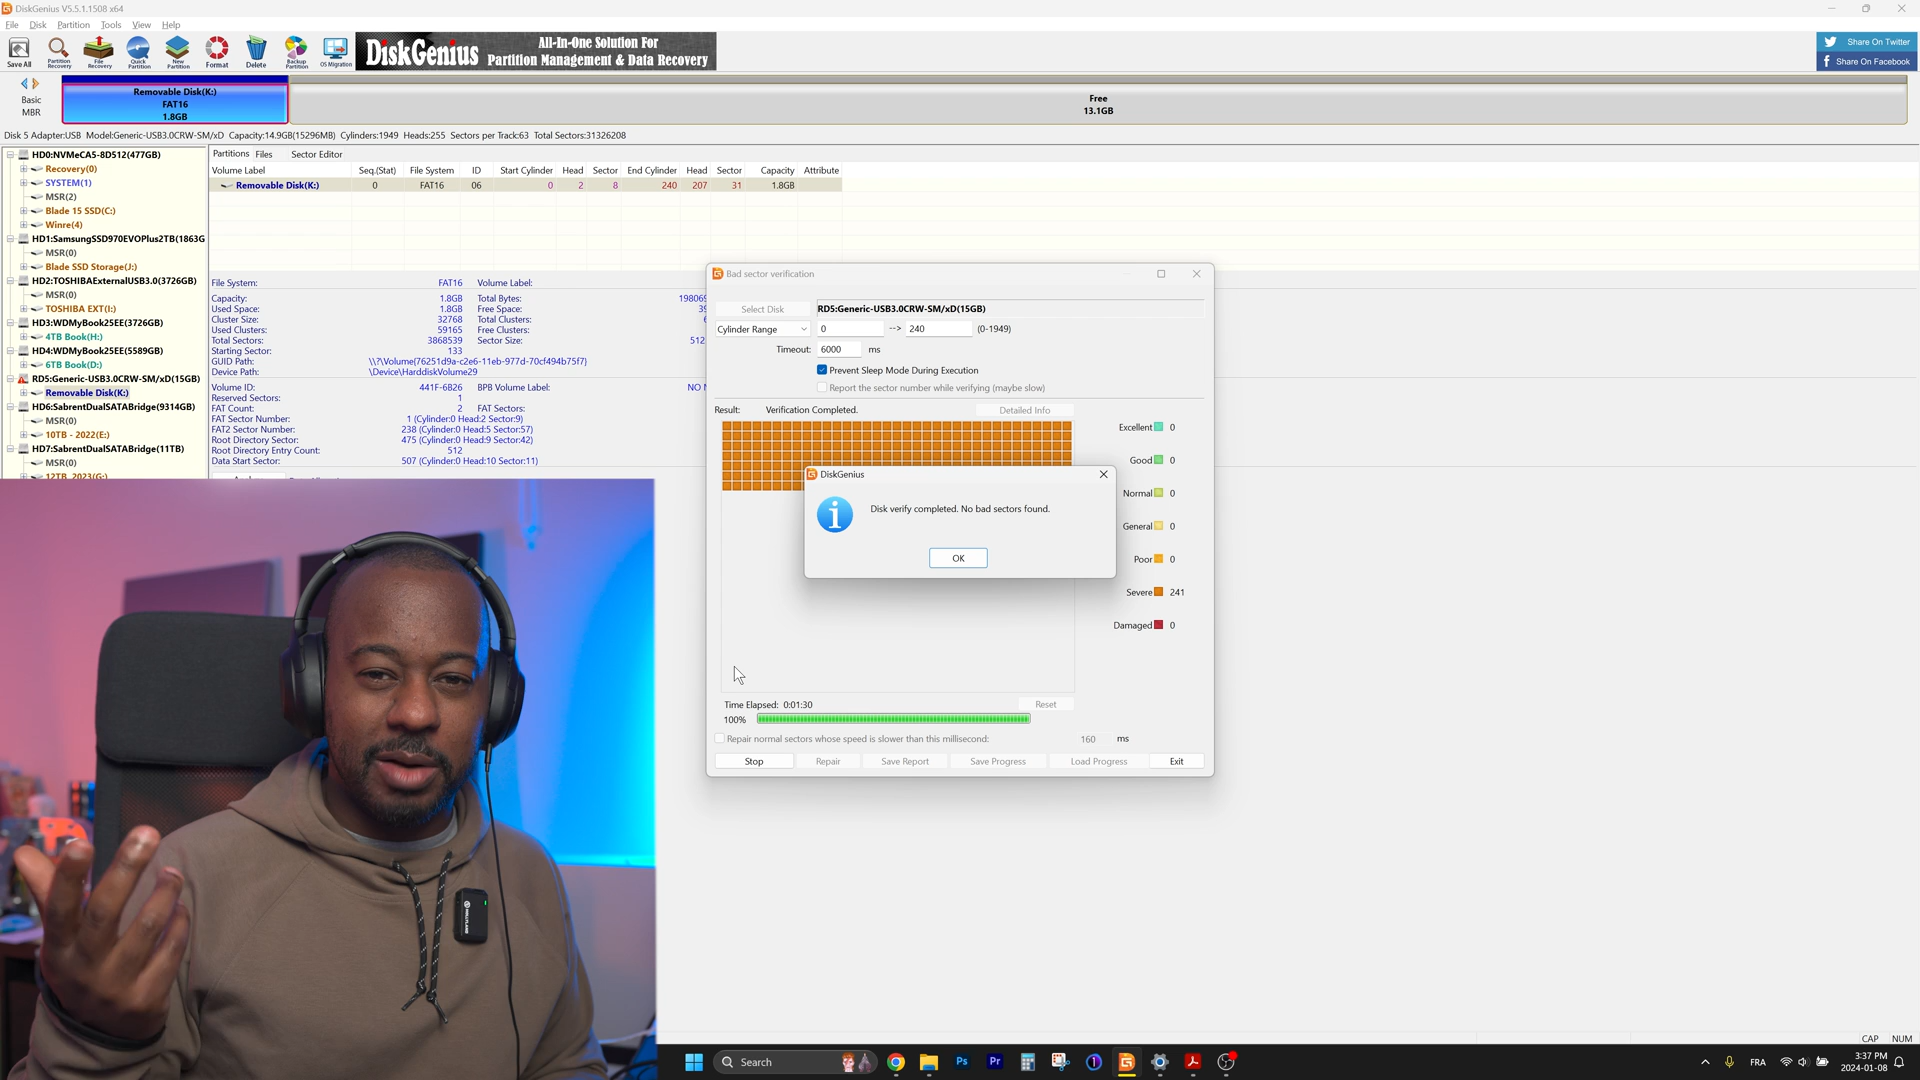 DiskGenius V5.5.1.1508 x64
File Disk Partition Tools View Help
Save All
Partition Recovery
File Recovery
Quick Partition
New Partition
Format
Delete
Backup Partition
OS Migration
DiskGenius
All-In-One Solution For
Partition Management & Data Recovery
Share On Twitter
Share On Facebook
Basic
MBR
Removable Disk(K:)
FAT16
1.8GB
Free
13.1GB
Disk 5 Adapter:USB Model:Generic-USB3.0CRW-SM/xD Capacity:14.9GB(15296MB) Cylinders:1949 Heads:255 Sectors per Track:63 Total Sectors:31326208
HD0:NVMeCA5-8D512(477GB)
Recovery(0)
SYSTEM(1)
MSR(2)
Blade 15 SSD(C:)
Winre(4)
HD1:SamsungSSD970EVOPlus2TB(1863G
MSR(0)
Blade SSD Storage(J:)
HD2:TOSHIBAExternalUSB3.0(3726GB)
MSR(0)
TOSHIBA EXT(I:)
HD3:WDMyBook25EE(3726GB)
4TB Book(H:)
HD4:WDMyBook25EE(5589GB)
6TB Book(D:)
RD5:Generic-USB3.0CRW-SM/xD(15GB)
Removable Disk(K:)
HD6:SabrentDualSATABridge(9314GB)
MSR(0)
10TB - 2022(E:)
HD7:SabrentDualSATABridge(11TB)
MSR(0)
12TB 2023(G:)
Partitions Files Sector Editor
Volume Label Seq.(Stat) File System ID Start Cylinder Head Sector End Cylinder Head Sector Capacity Attribute
Removable Disk(K:) 0 FAT16 06 0 2 8 240 207 31 1.8GB
File System: FAT16 Volume Label:
Capacity: 1.8GB Total Bytes: 198069
Used Space: 1.8GB Free Space: 39
Cluster Size: 32768 Total Clusters:
Used Clusters: 59165 Free Clusters:
Total Sectors: 3868539 Sector Size: 512
Starting Sector: 133
GUID Path: \\?\Volume{76251d9a-c2e6-11eb-977d-70cf494b75f7}
Device Path: \Device\HarddiskVolume29
Volume ID: 441F-6B26 BPB Volume Label: NO
Reserved Sectors: 1
FAT Count: 2 FAT Sectors:
FAT Sector Number: 1 (Cylinder:0 Head:2 Sector:9)
FAT2 Sector Number: 238 (Cylinder:0 Head:5 Sector:57)
Root Directory Sector: 475 (Cylinder:0 Head:9 Sector:42)
Root Directory Entry Count: 512
Data Start Sector: 507 (Cylinder:0 Head:10 Sector:11)
Bad sector verification
Select Disk RD5:Generic-USB3.0CRW-SM/xD(15GB)
Cylinder Range 0 --> 240 (0-1949)
Timeout: 6000 ms
Prevent Sleep Mode During Execution
Report the sector number while verifying (maybe slow)
Result: Verification Completed. Detailed Info
Excellent 0
Good 0
Normal 0
General 0
Poor 0
Severe 241
Damaged 0
DiskGenius
Disk verify completed. No bad sectors found.
OK
Time Elapsed: 0:01:30 Reset
100%
Repair normal sectors whose speed is slower than this millisecond: 160 ms
Stop Repair Save Report Save Progress Load Progress Exit
HOLLYLAND
CAP NUM
Search
Ps
Pr
FRA
3:37 PM
2024-01-08